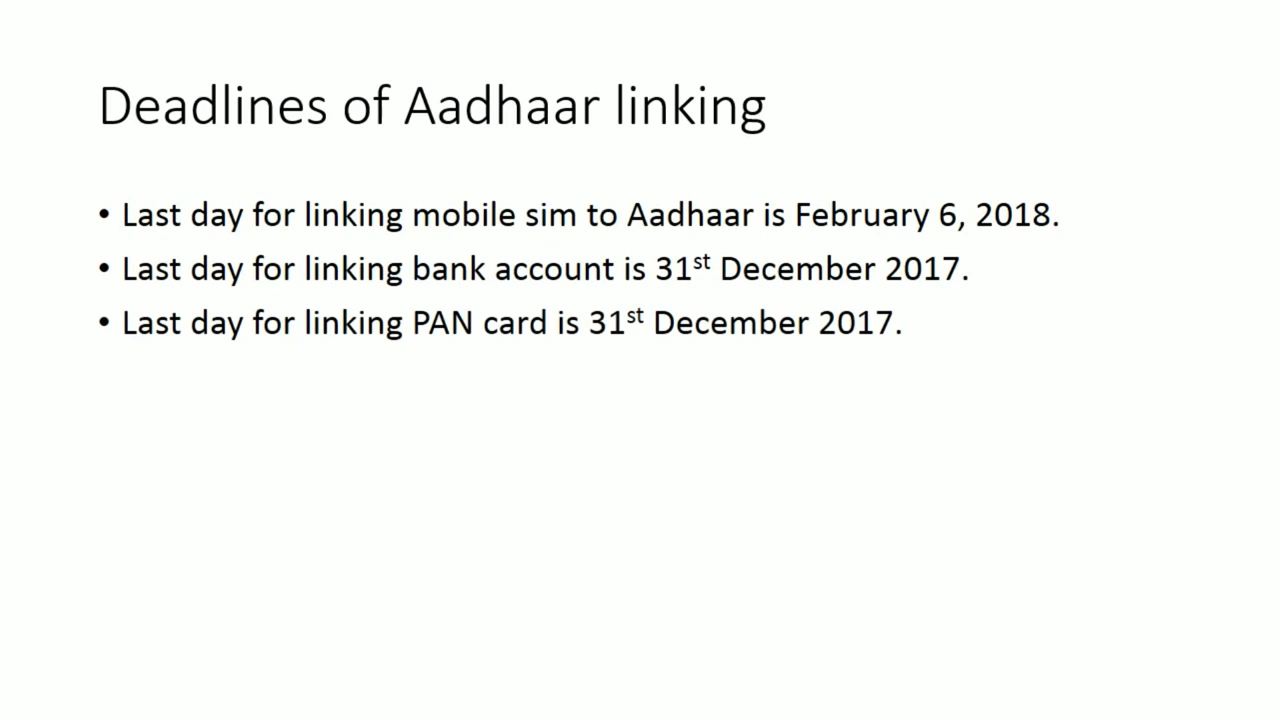 Deadlines of Aadhaar linking
• Last day for linking mobile sim to Aadhaar is February 6, 2018.
• Last day for linking bank account is 31st December 2017.
• Last day for linking PAN card is 31st December 2017.